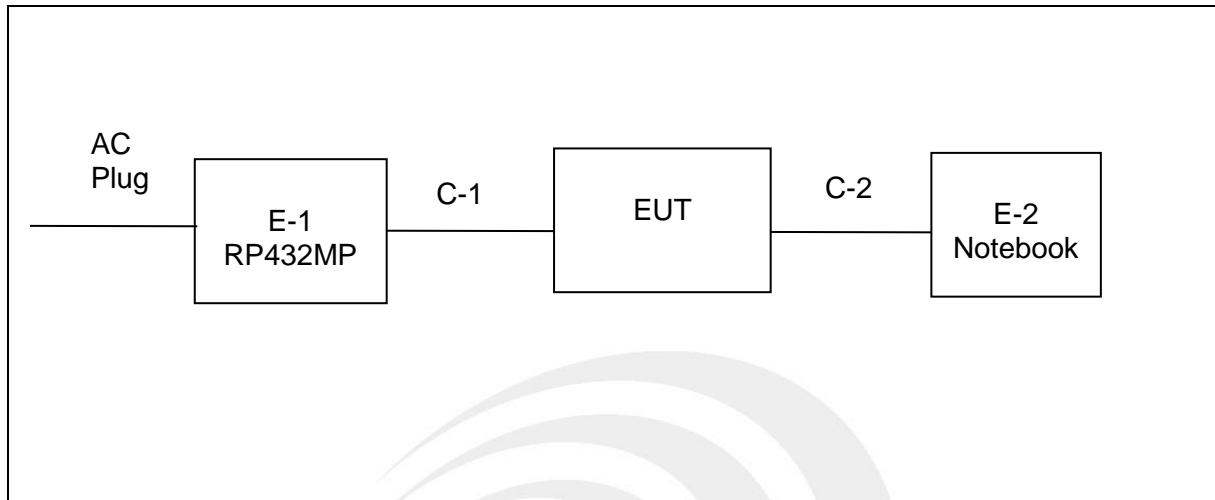 AC
Plug
E-1
RP432MP
C-1
EUT
C-2
E-2
Notebook